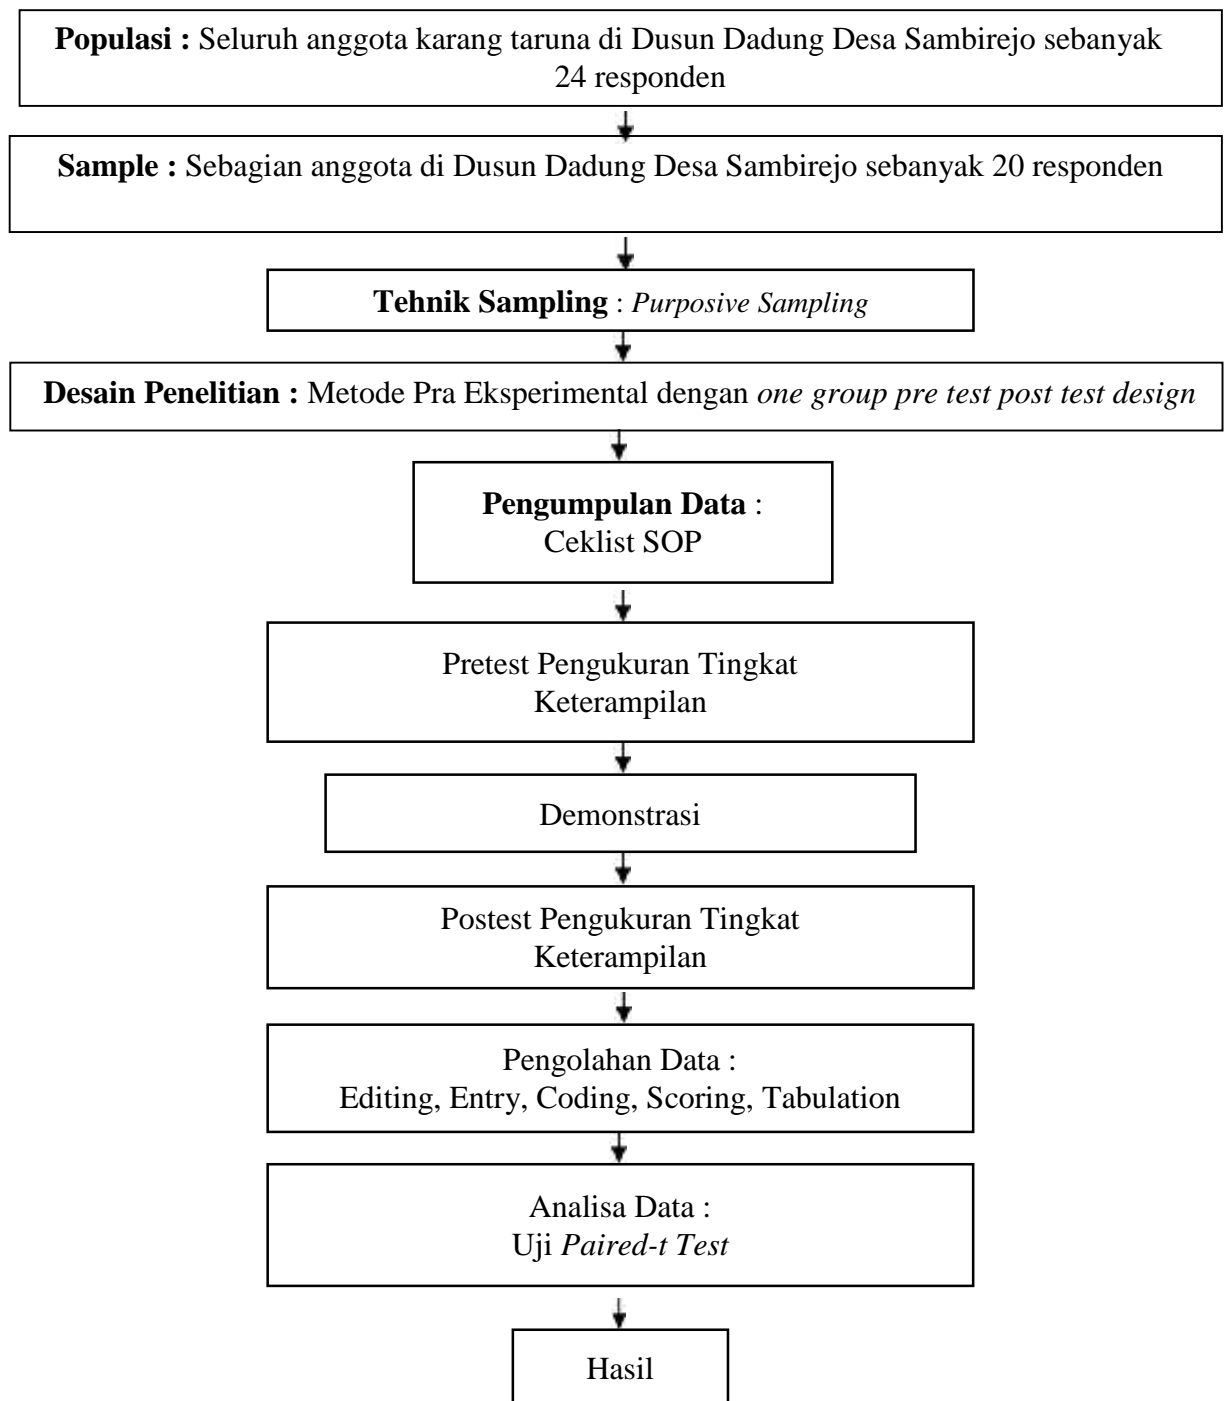 Populasi : Seluruh anggota karang taruna di Dusun Dadung Desa Sambirejo sebanyak
24 responden
Sample : Sebagian anggota di Dusun Dadung Desa Sambirejo sebanyak 20 responden
Tehnik Sampling : Purposive Sampling
Desain Penelitian : Metode Pra Eksperimental dengan one group pre test post test design
Pengumpulan Data :
Ceklist SOP
Pretest Pengukuran Tingkat
Keterampilan
Demonstrasi
Postest Pengukuran Tingkat
Keterampilan
Pengolahan Data :
Editing, Entry, Coding, Scoring, Tabulation
Analisa Data :
Uji Paired-t Test
Hasil